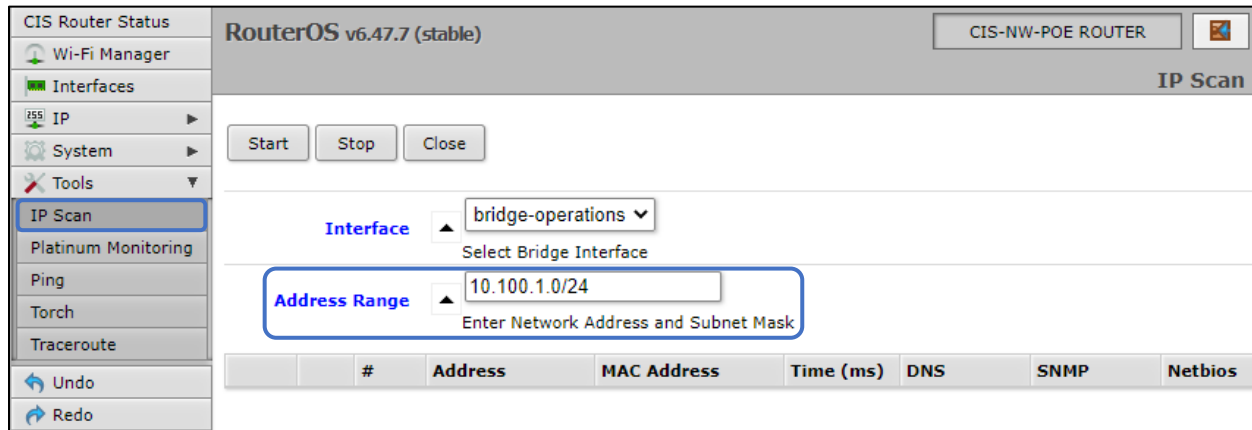 CIS Router Status
Wi-Fi Manager
Interfaces
255 IP
System
Tools
IP Scan
Platinum Monitoring
Ping
Torch
Traceroute
Undo
Redo
RouterOS v6.47.7 (stable)
CIS-NW-POE ROUTER
IP Scan
Start Stop Close
Interface bridge-operations
Select Bridge Interface
Address Range 10.100.1.0/24
Enter Network Address and Subnet Mask
# Address MAC Address Time (ms) DNS SNMP Netbios